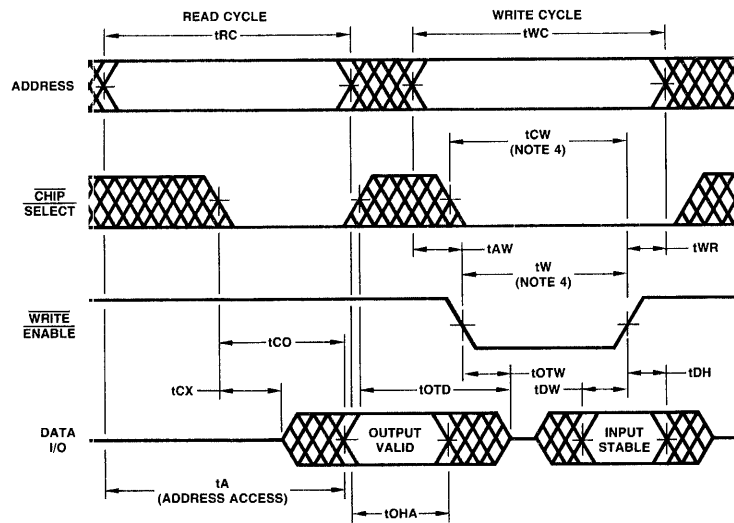 READ CYCLE
WRITE CYCLE
tRC
tWC
ADDRESS
tCW
(NOTE 4)
CHIP
SELECT
tAW
tW
(NOTE 4)
tWR
WRITE
ENABLE
tCO
tOTW
tCX
tOTD
tDW
tDH
DATA
I/O
OUTPUT
VALID
INPUT
STABLE
tA
(ADDRESS ACCESS)
tOHA